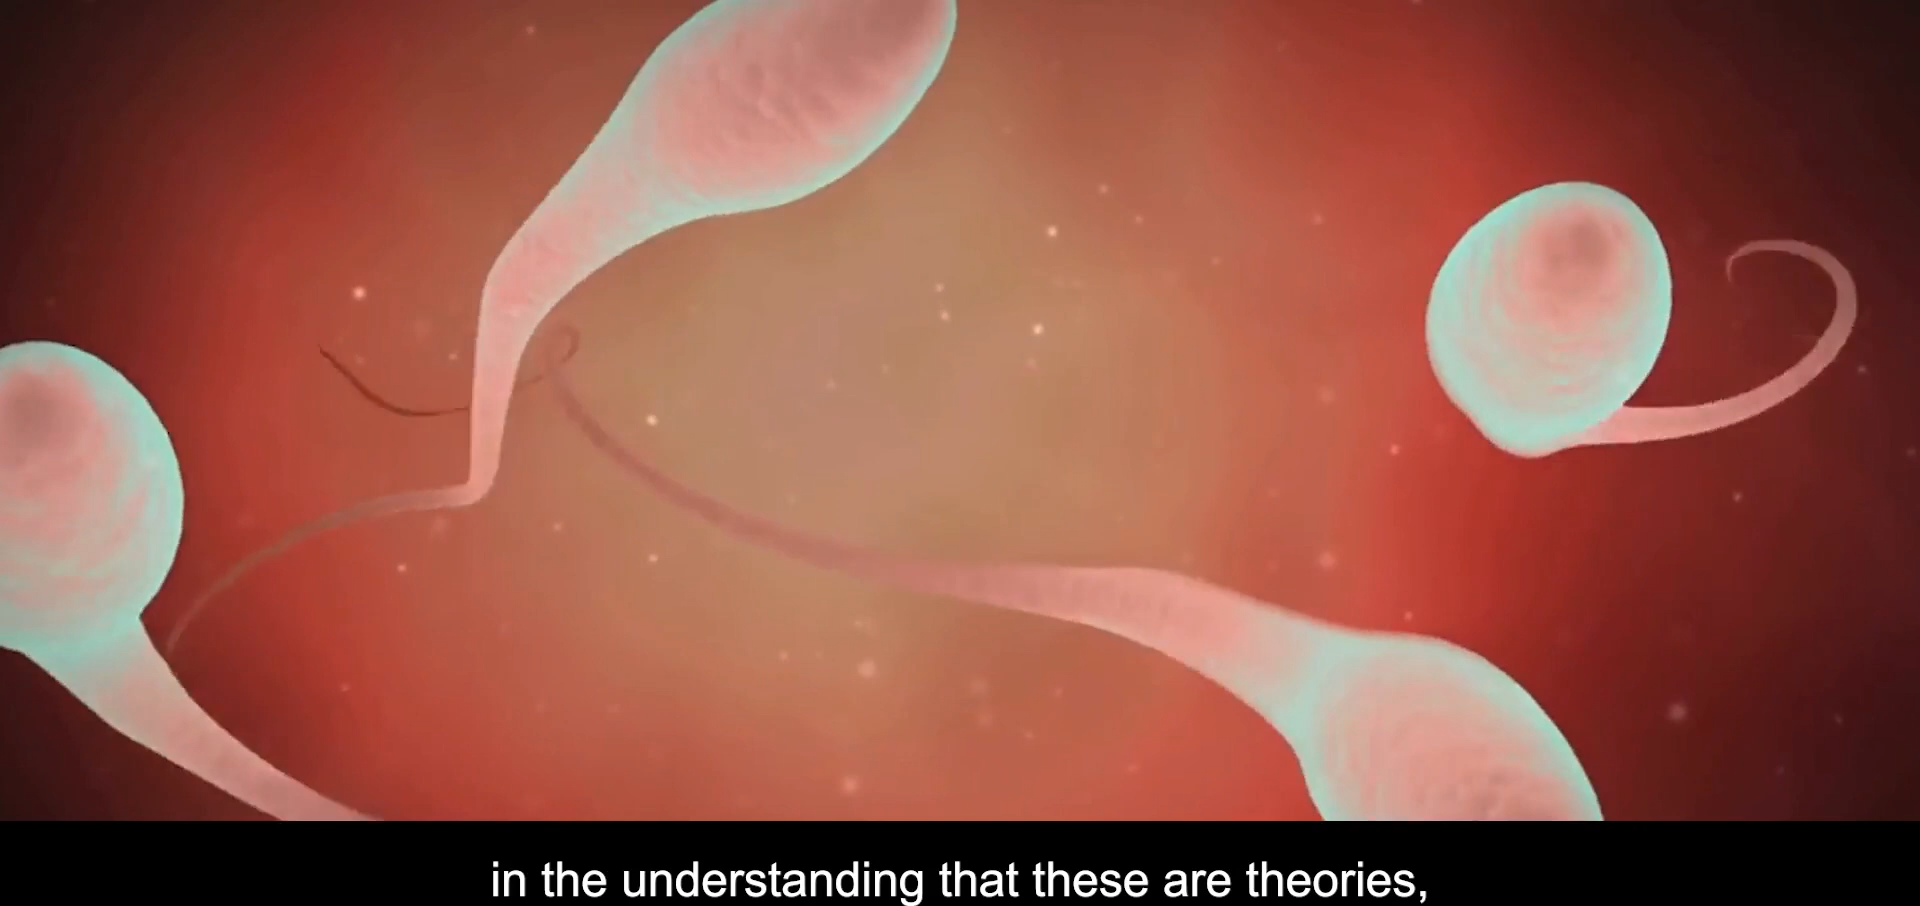 in the understanding that these are theories,